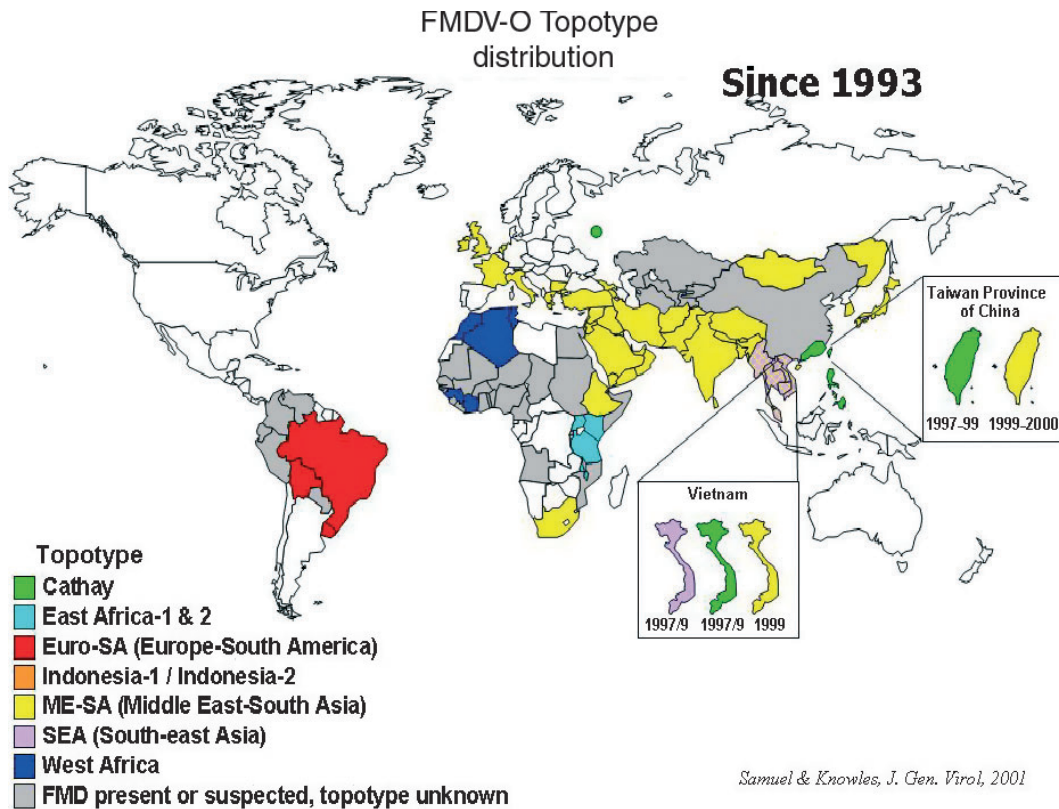 FMDV-O Topotype
distribution
Since 1993
Taiwan Province
of China
1997-99 1999-2000
Vietnam
1997/9 1997/9 1999
Topotype
Cathay
East Africa-1 & 2
Euro-SA (Europe-South America)
Indonesia-1 / Indonesia-2
ME-SA (Middle East-South Asia)
SEA (South-east Asia)
West Africa
FMD present or suspected, topotype unknown
Samuel & Knowles, J. Gen. Virol, 2001